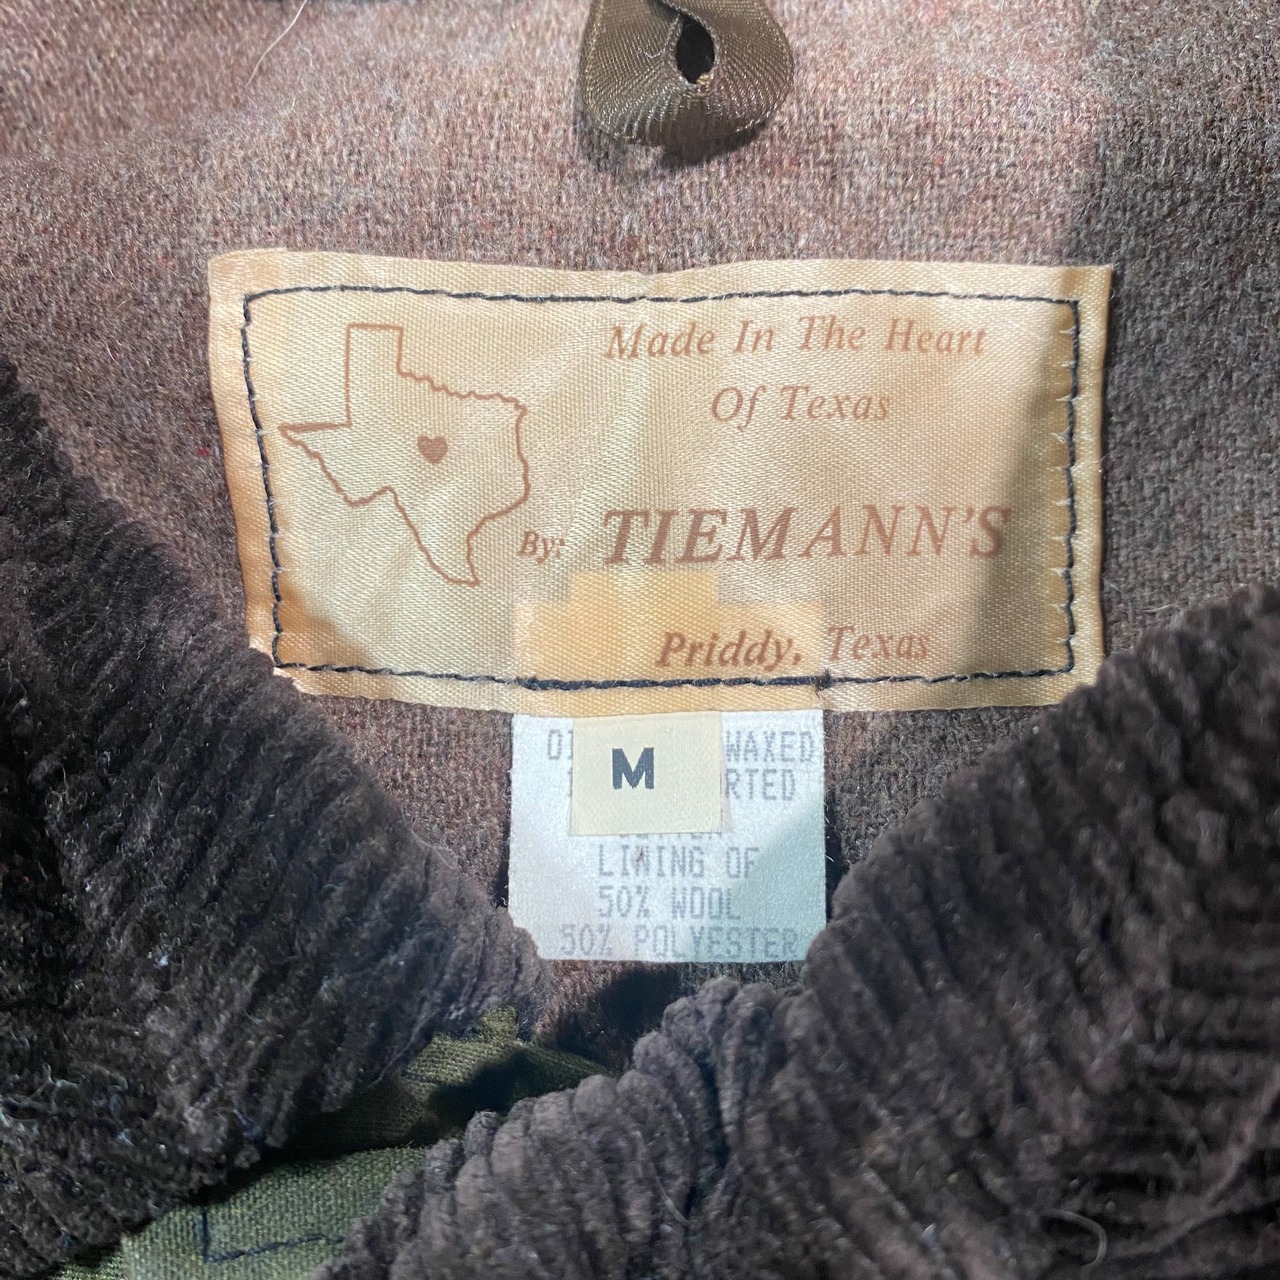 Made In The Heart
Of Texas
By: TIEMANN'S
Priddy, Texas
M
WAXED
LINING OF
50% WOOL
50% POLYESTER